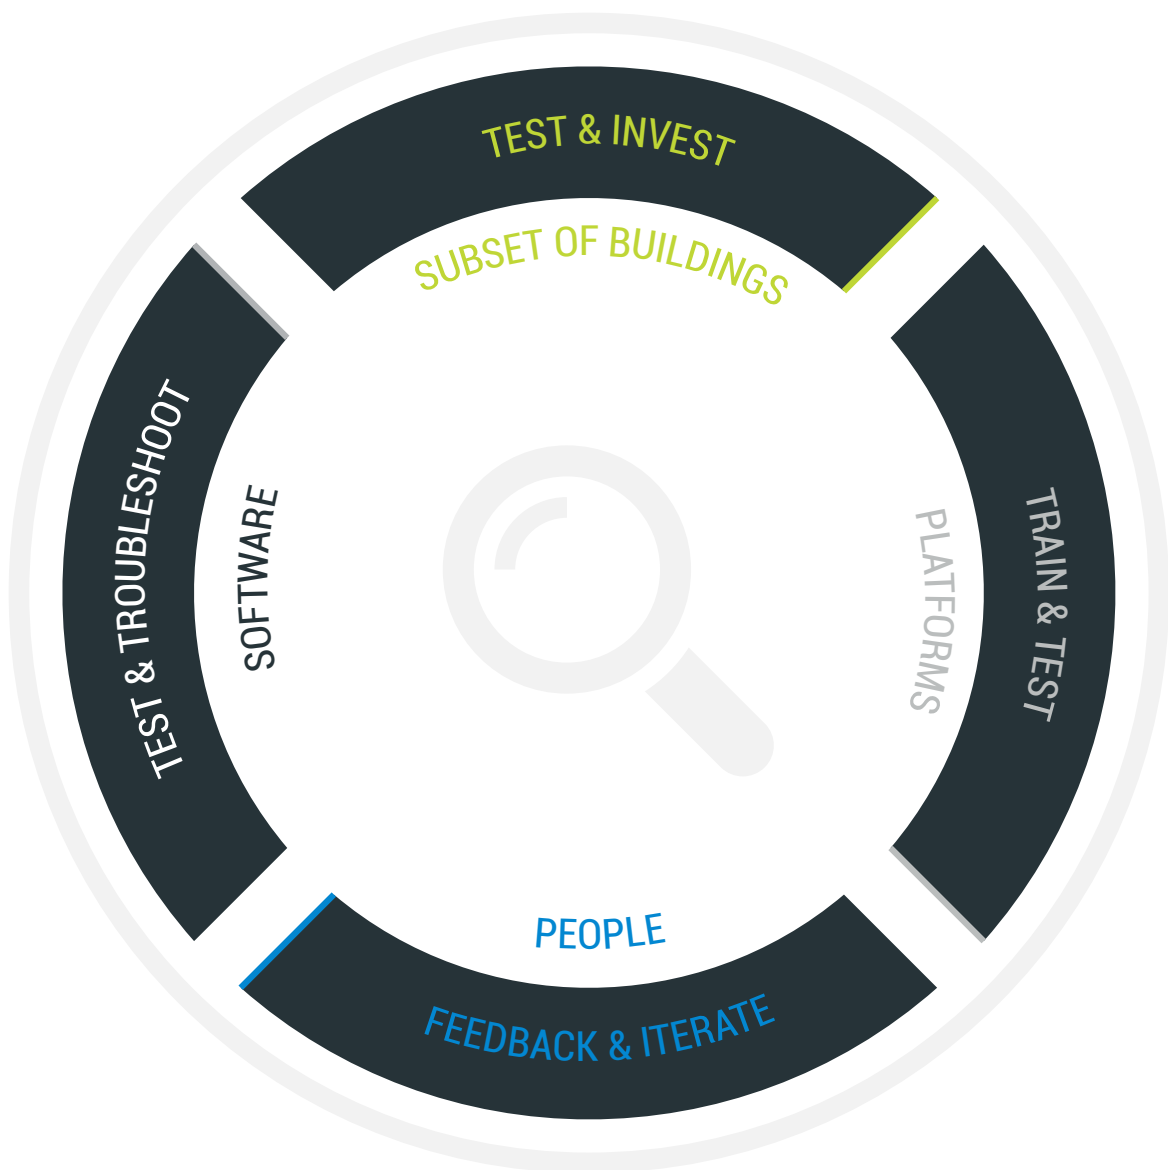 TEST & INVEST
SUBSET OF BUILDINGS
TRAIN & TEST
PLATFORMS
PEOPLE
FEEDBACK & ITERATE
TEST & TROUBLESHOOT
SOFTWARE